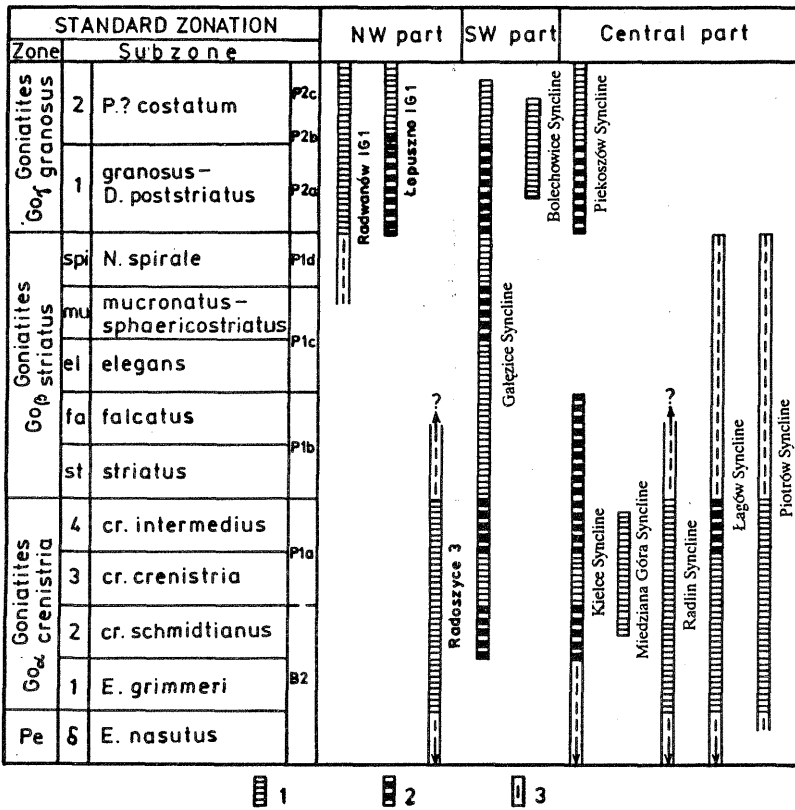 STANDARD ZONATION
NW part
SW part
Central part
Zone
Subzone
Goγ Goniatites granosus
2
P.? costatum
P2c
P2b
1
granosus –
D. poststriatus
P2a
Goβ Goniatites striatus
spi
N. spirale
P1d
mu
mucronatus –
sphaericostriatus
P1c
el
elegans
fa
falcatus
P1b
st
striatus
Goα Goniatites crenistria
4
cr. intermedius
P1a
3
cr. crenistria
2
cr. schmidtianus
B2
1
E. grimmeri
Pe
δ
E. nasutus
Radwanów IG1
Łopuszno IG1
?
Radoszyce 3
Gałęzice Syncline
Bolechowice Syncline
Piekoszów Syncline
Kielce Syncline
Miedziana Góra Syncline
?
Radlin Syncline
Łagów Syncline
Piotrów Syncline
1
2
3